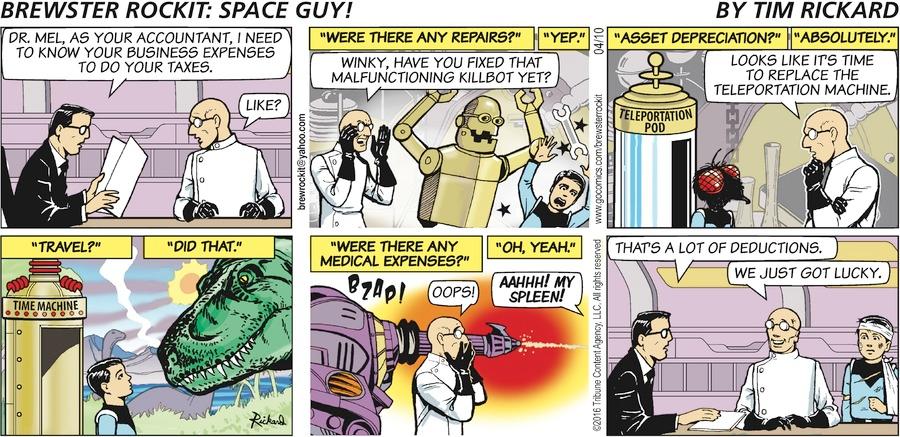 BREWSTER ROCKIT: SPACE GUY!
BY TIM RICKARD
DR. MEL, AS YOUR ACCOUNTANT, I NEED
TO KNOW YOUR BUSINESS EXPENSES
TO DO YOUR TAXES.
LIKE?
brewrockit@yahoo.com
"WERE THERE ANY REPAIRS?"
"YEP."
WINKY, HAVE YOU FIXED THAT
MALFUNCTIONING KILLBOT YET?
04/10
www.gocomics.com/brewsterrockit
"ASSET DEPRECIATION?"
"ABSOLUTELY."
LOOKS LIKE IT'S TIME
TO REPLACE THE
TELEPORTATION MACHINE.
TELEPORTATION
POD
"TRAVEL?"
"DID THAT."
TIME MACHINE
Rickard
"WERE THERE ANY
MEDICAL EXPENSES?"
"OH, YEAH."
BZAP!
OOPS!
AAHHH! MY
SPLEEN!
©2016 Tribune Content Agency, LLC. All rights reserved
THAT'S A LOT OF DEDUCTIONS.
WE JUST GOT LUCKY.